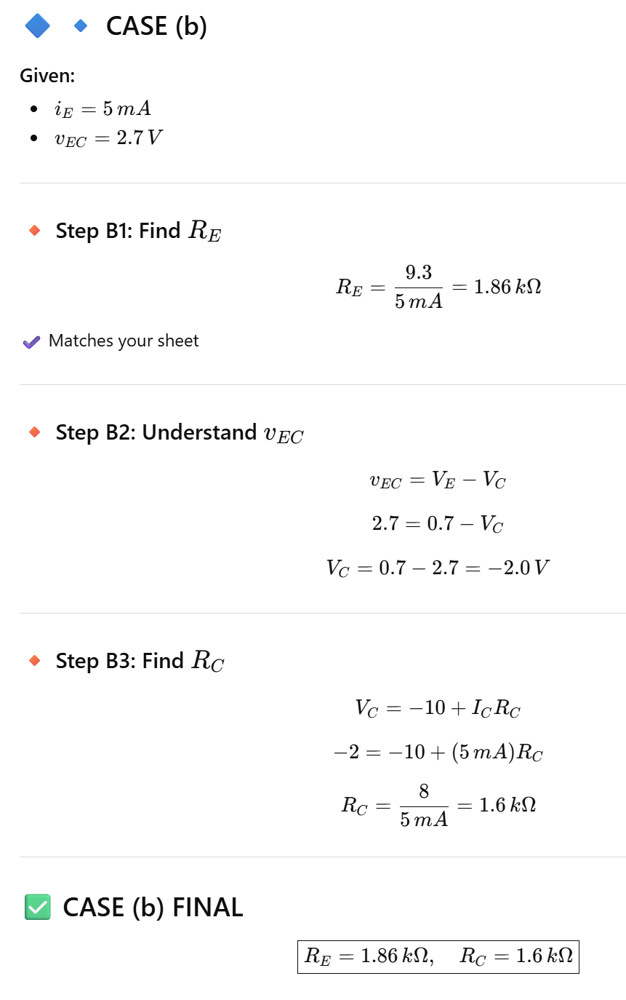 CASE (b)
Given:
• i_E = 5 mA
• v_EC = 2.7 V
Step B1: Find R_E
R_E = 9.3 / 5 mA = 1.86 kΩ
✔ Matches your sheet
Step B2: Understand v_EC
v_EC = V_E − V_C
2.7 = 0.7 − V_C
V_C = 0.7 − 2.7 = −2.0 V
Step B3: Find R_C
V_C = −10 + I_C R_C
−2 = −10 + (5 mA)R_C
R_C = 8 / 5 mA = 1.6 kΩ
✅ CASE (b) FINAL
R_E = 1.86 kΩ, R_C = 1.6 kΩ